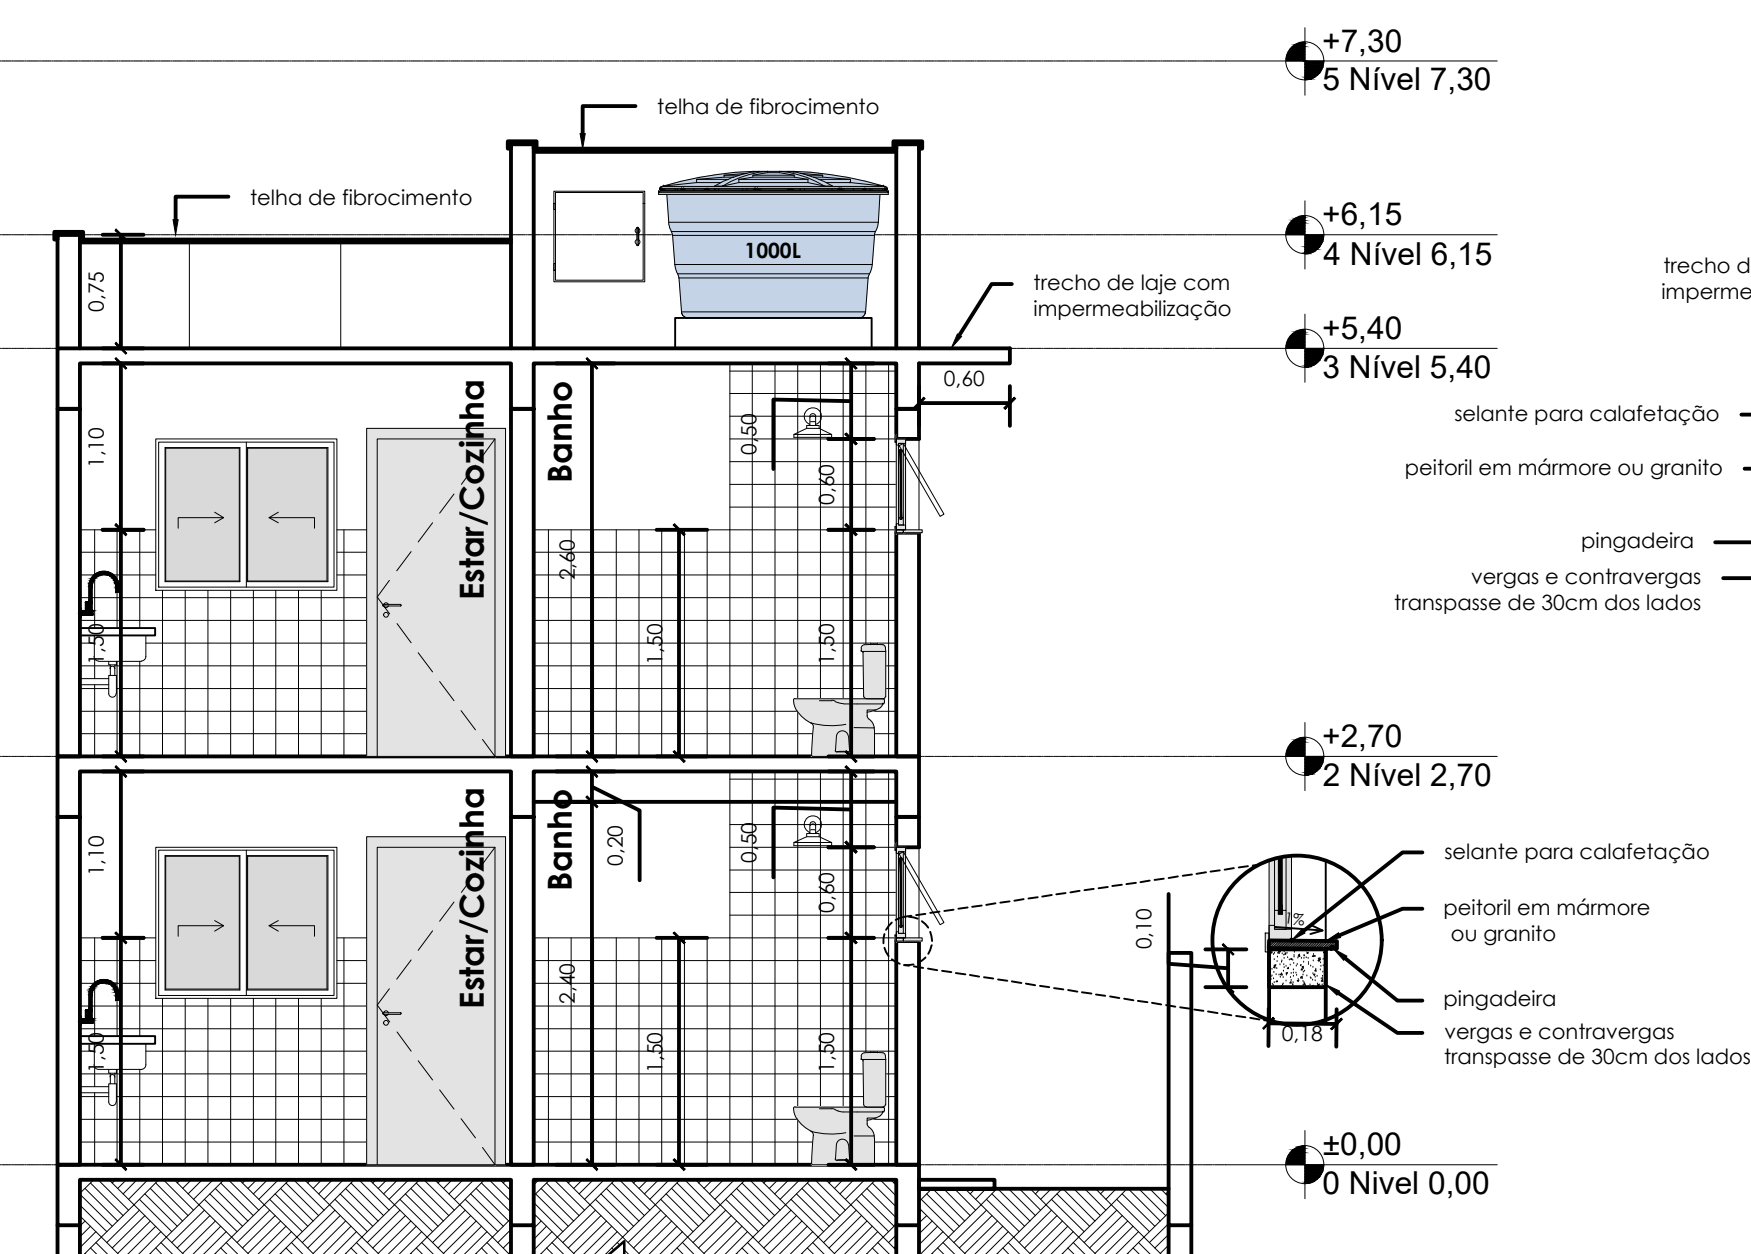 +7,30
5 Nível 7,30
telha de fibrocimento
telha de fibrocimento
+6,15
4 Nível 6,15
1000L
0,75
trecho de laje com
impermeabilização
trecho d
imperme
+5,40
3 Nível 5,40
0,60
selante para calafetação
peitoril em mármore ou granito
pingadeira
vergas e contravergas
transpasse de 30cm dos lados
1,10
Estar/Cozinha
Banho
0,50
0,60
2,60
1,50
1,50
1,50
+2,70
2 Nível 2,70
1,10
Estar/Cozinha
Banho
0,20
0,50
0,60
2,40
1,50
1,50
1,50
0,10
1%
0,18
selante para calafetação
peitoril em mármore
ou granito
pingadeira
vergas e contravergas
transpasse de 30cm dos lados
±0,00
0 Nivel 0,00